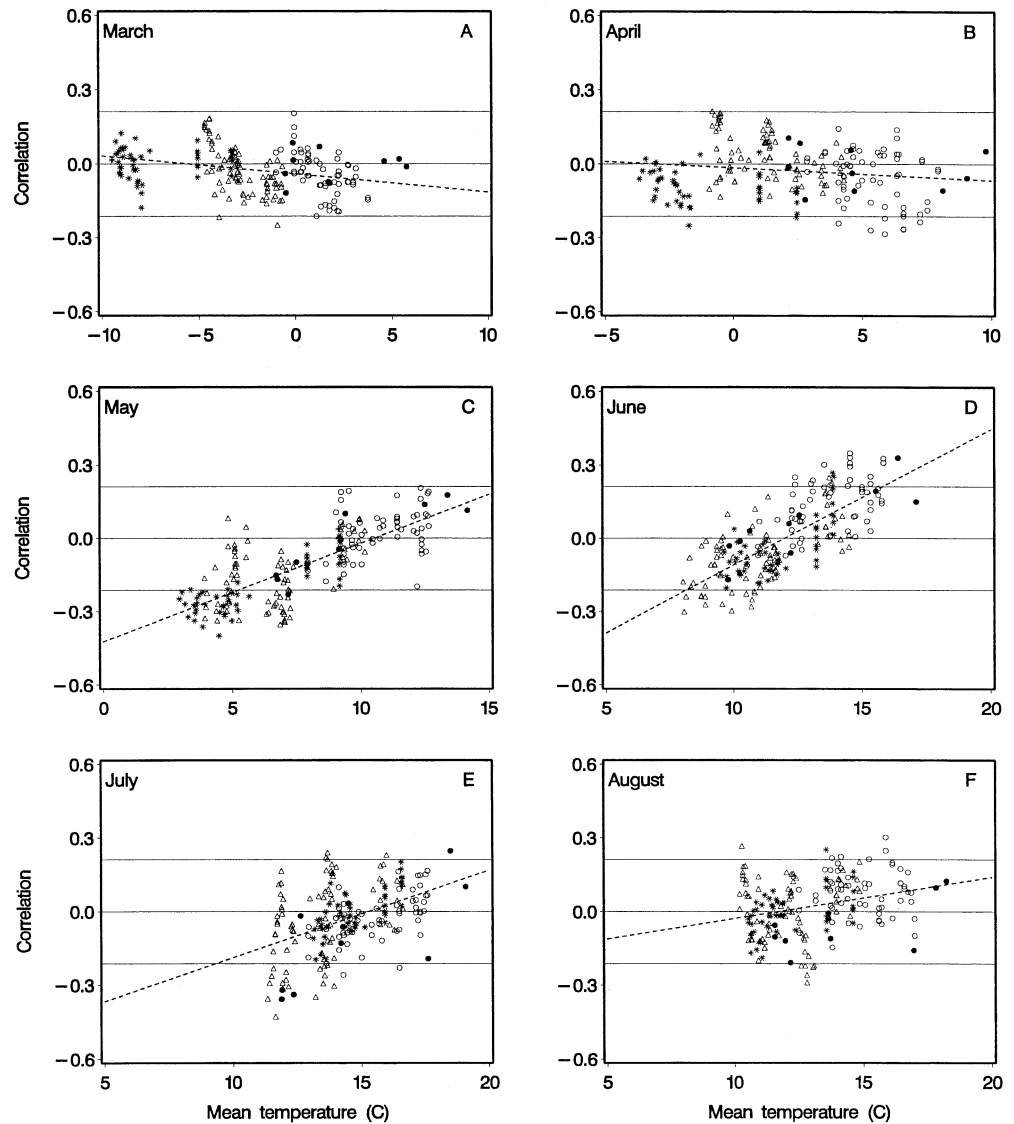 March A
0.6
0.3
0.0
−0.3
−0.6
−10 −5 0 5 10
Correlation
April B
0.6
0.3
0.0
−0.3
−0.6
−5 0 5 10
May C
0.6
0.3
0.0
−0.3
−0.6
0 5 10 15
Correlation
June D
0.6
0.3
0.0
−0.3
−0.6
5 10 15 20
July E
0.6
0.3
0.0
−0.3
−0.6
5 10 15 20
Correlation
Mean temperature (C)
August F
0.6
0.3
0.0
−0.3
−0.6
5 10 15 20
Mean temperature (C)